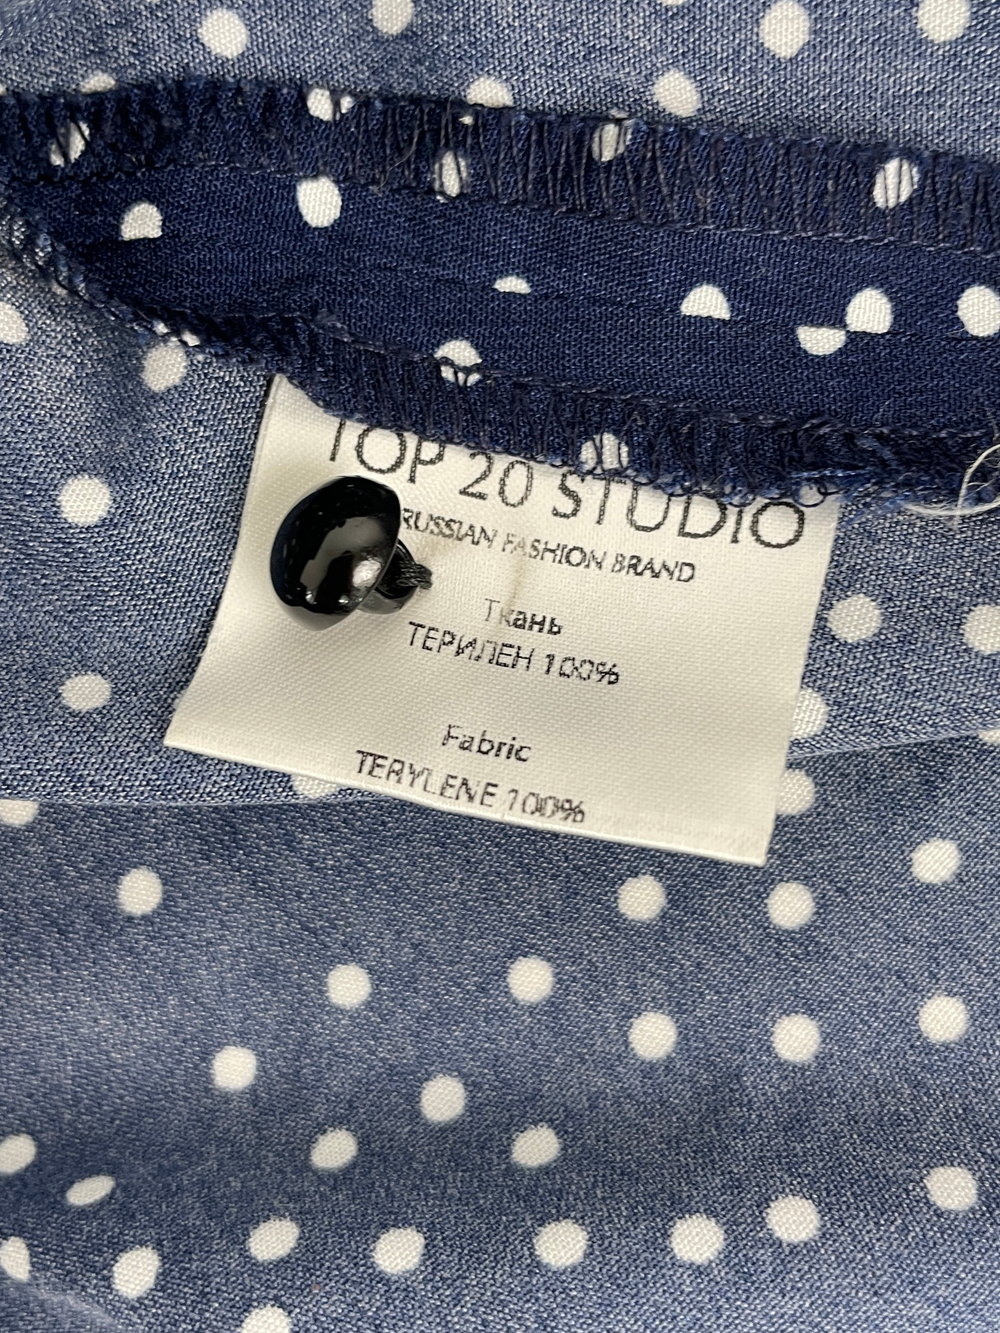 TOP 20 STUDIO
RUSSIAN FASHION BRAND
Ткань
ТЕРИЛЕН 100%
Fabric
TERYLENE 100%